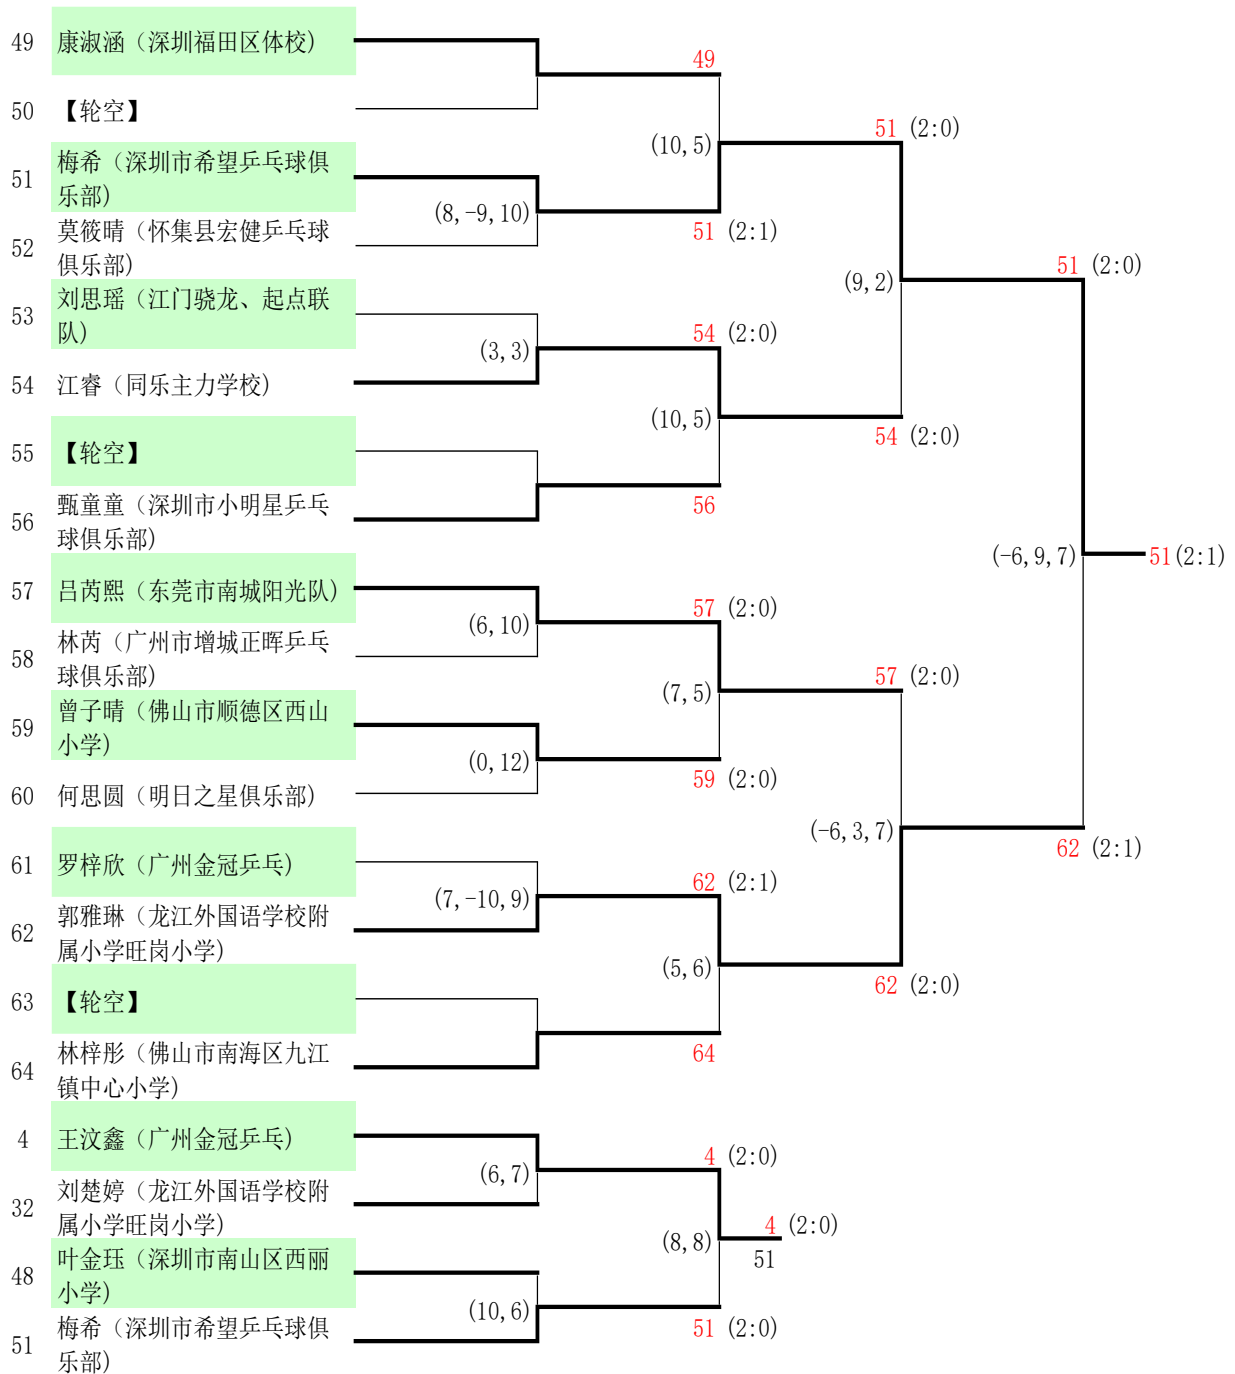 49 康淑涵（深圳福田区体校）
49
50 【轮空】
51 (2:0)
(10, 5)
梅希（深圳市希望乒乓球俱
51
乐部）
(8, -9, 10)
51 (2:1)
莫筱晴（怀集县宏健乒乓球
52
俱乐部）
51 (2:0)
(9, 2)
刘思瑶（江门骁龙、起点联
53
队）
54 (2:0)
(3, 3)
54 江睿（同乐主力学校）
(10, 5)
54 (2:0)
55 【轮空】
甄童童（深圳市小明星乒乓
56
56
球俱乐部）
(-6, 9, 7)
51 (2:1)
57 吕芮熙（东莞市南城阳光队）
57 (2:0)
(6, 10)
林芮（广州市增城正晖乒乓
58
球俱乐部）
57 (2:0)
(7, 5)
曾子晴（佛山市顺德区西山
59
小学）
(0, 12)
59 (2:0)
60 何思圆（明日之星俱乐部）
(-6, 3, 7)
62 (2:1)
61 罗梓欣（广州金冠乒乓）
62 (2:1)
(7, -10, 9)
郭雅琳（龙江外国语学校附
62
属小学旺岗小学）
(5, 6)
62 (2:0)
63 【轮空】
林梓彤（佛山市南海区九江
64
64
镇中心小学）
4 王汶鑫（广州金冠乒乓）
4 (2:0)
(6, 7)
刘楚婷（龙江外国语学校附
32
属小学旺岗小学）
4 (2:0)
(8, 8)
51
叶金珏（深圳市南山区西丽
48
小学）
(10, 6)
51 (2:0)
梅希（深圳市希望乒乓球俱
51
乐部）